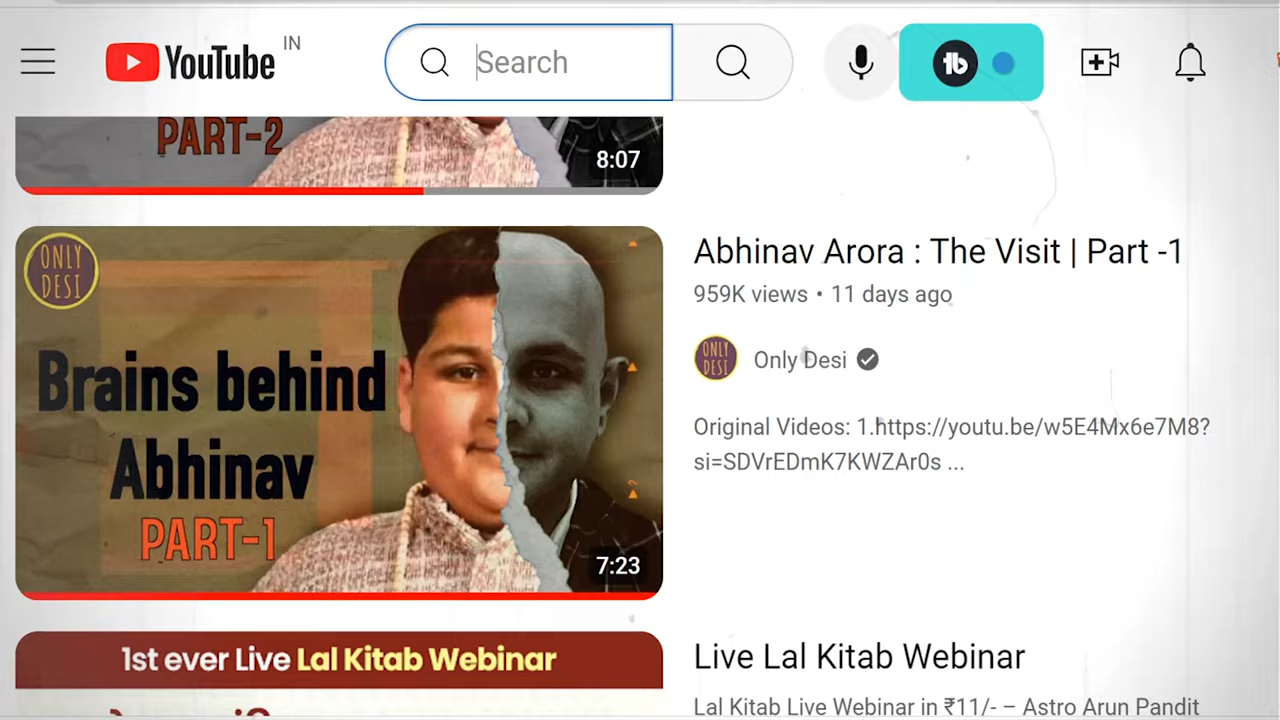 YouTube IN
Search
PART-2
8:07
ONLY
DESI
Brains behind
Abhinav
PART-1
7:23
Abhinav Arora : The Visit | Part -1
959K views • 11 days ago
ONLY
DESI
Only Desi
Original Videos: 1.https://youtu.be/w5E4Mx6e7M8?
si=SDVrEDmK7KWZAr0s ...
1st ever Live Lal Kitab Webinar
Live Lal Kitab Webinar
Lal Kitab Live Webinar in ₹11/- – Astro Arun Pandit